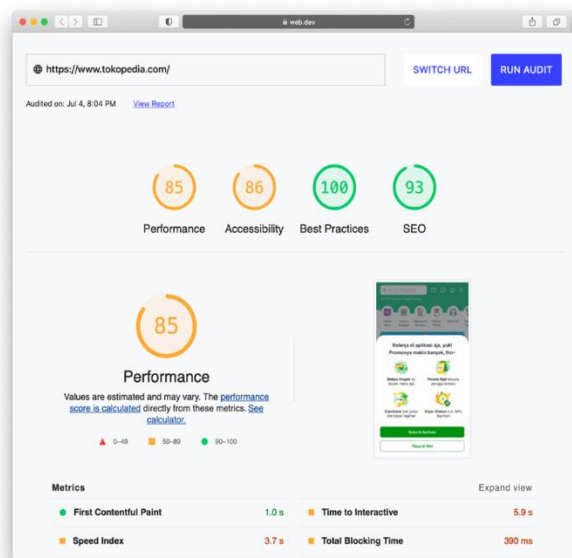 web.dev
https://www.tokopedia.com/
SWITCH URL
RUN AUDIT
Audited on: Jul 4, 8:04 PM
View Report
85
86
100
93
Performance
Accessibility
Best Practices
SEO
85
Performance
Values are estimated and may vary. The performance
score is calculated directly from these metrics. See
calculator.
0–49
50–89
90–100
Belanja di aplikasi aja, yuk!
Promonya makin banyak, lho~
Metrics
Expand view
First Contentful Paint
1.0 s
Time to Interactive
5.9 s
Speed Index
3.7 s
Total Blocking Time
390 ms